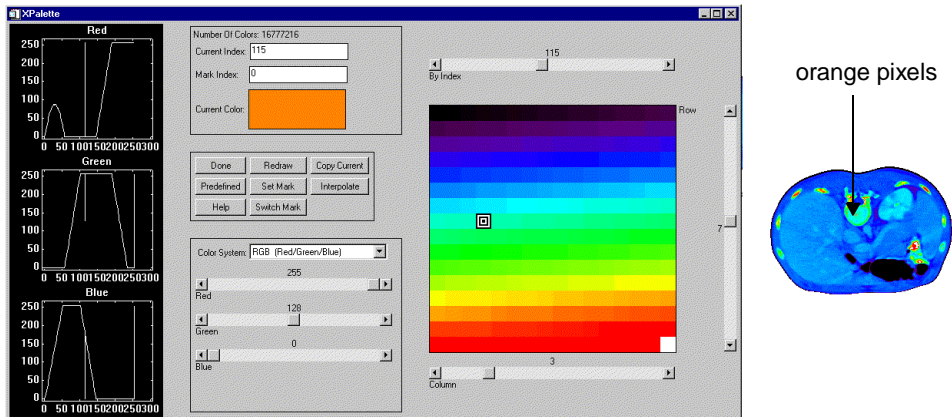 XPalette
Red
250
200
150
100
50
0
0 50 100150200250300
Green
250
200
150
100
50
0
0 50 100150200250300
Blue
250
200
150
100
50
0
0 50 100150200250300
Number Of Colors: 16777216
Current Index: 115
Mark Index: 0
Current Color:
Done Redraw Copy Current
Predefined Set Mark Interpolate
Help Switch Mark
Color System: RGB (Red/Green/Blue)
255
Red
128
Green
0
Blue
115
By Index
Row
7
3
Column
orange pixels